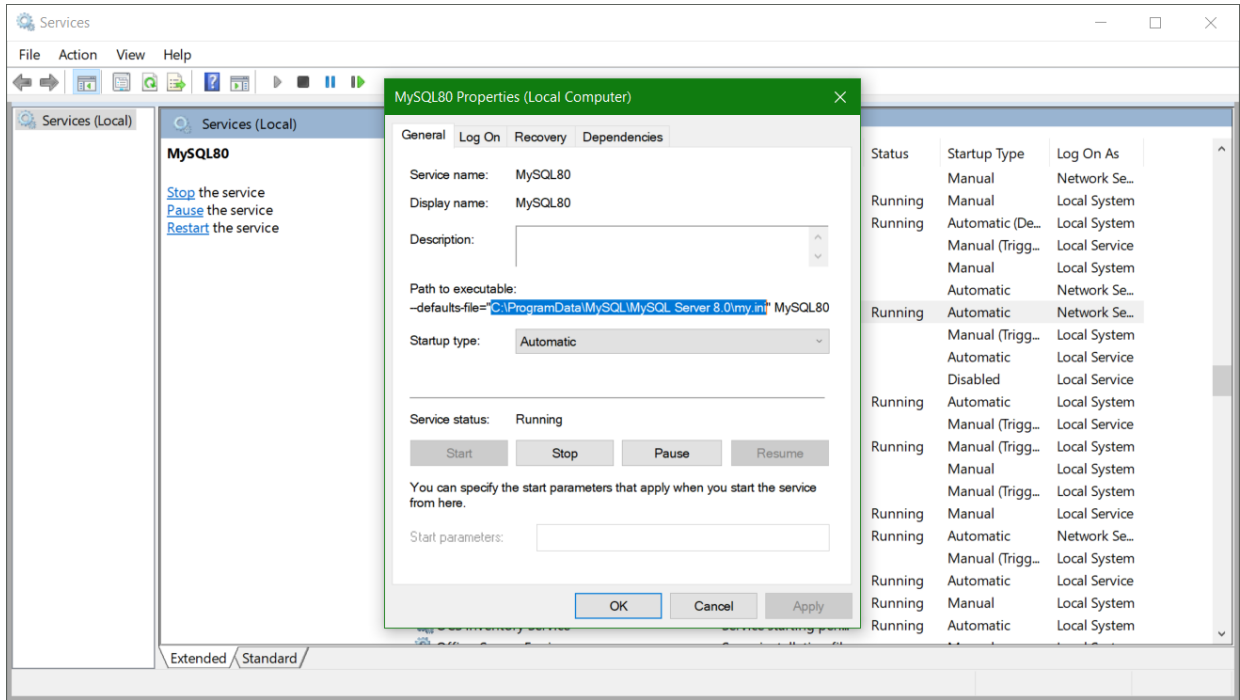 Services
File Action View Help
Services (Local)
Services (Local)
MySQL80
Stop the service
Pause the service
Restart the service
MySQL80 Properties (Local Computer)
General Log On Recovery Dependencies
Service name: MySQL80
Display name: MySQL80
Description:
Path to executable:
--defaults-file="C:\ProgramData\MySQL\MySQL Server 8.0\my.ini" MySQL80
Startup type: Automatic
Service status: Running
Start Stop Pause Resume
You can specify the start parameters that apply when you start the service
from here.
Start parameters:
OK Cancel Apply
Status Startup Type Log On As
Manual Network Se...
Running Manual Local System
Running Automatic (De... Local System
Manual (Trigg... Local Service
Manual Local System
Automatic Network Se...
Running Automatic Network Se...
Manual (Trigg... Local System
Automatic Local Service
Disabled Local Service
Running Automatic Local System
Manual (Trigg... Local Service
Running Manual (Trigg... Local System
Manual Local System
Manual (Trigg... Local System
Running Manual Local Service
Running Automatic Network Se...
Manual (Trigg... Local System
Running Automatic Local Service
Running Manual Local System
Running Automatic Local System
Extended Standard